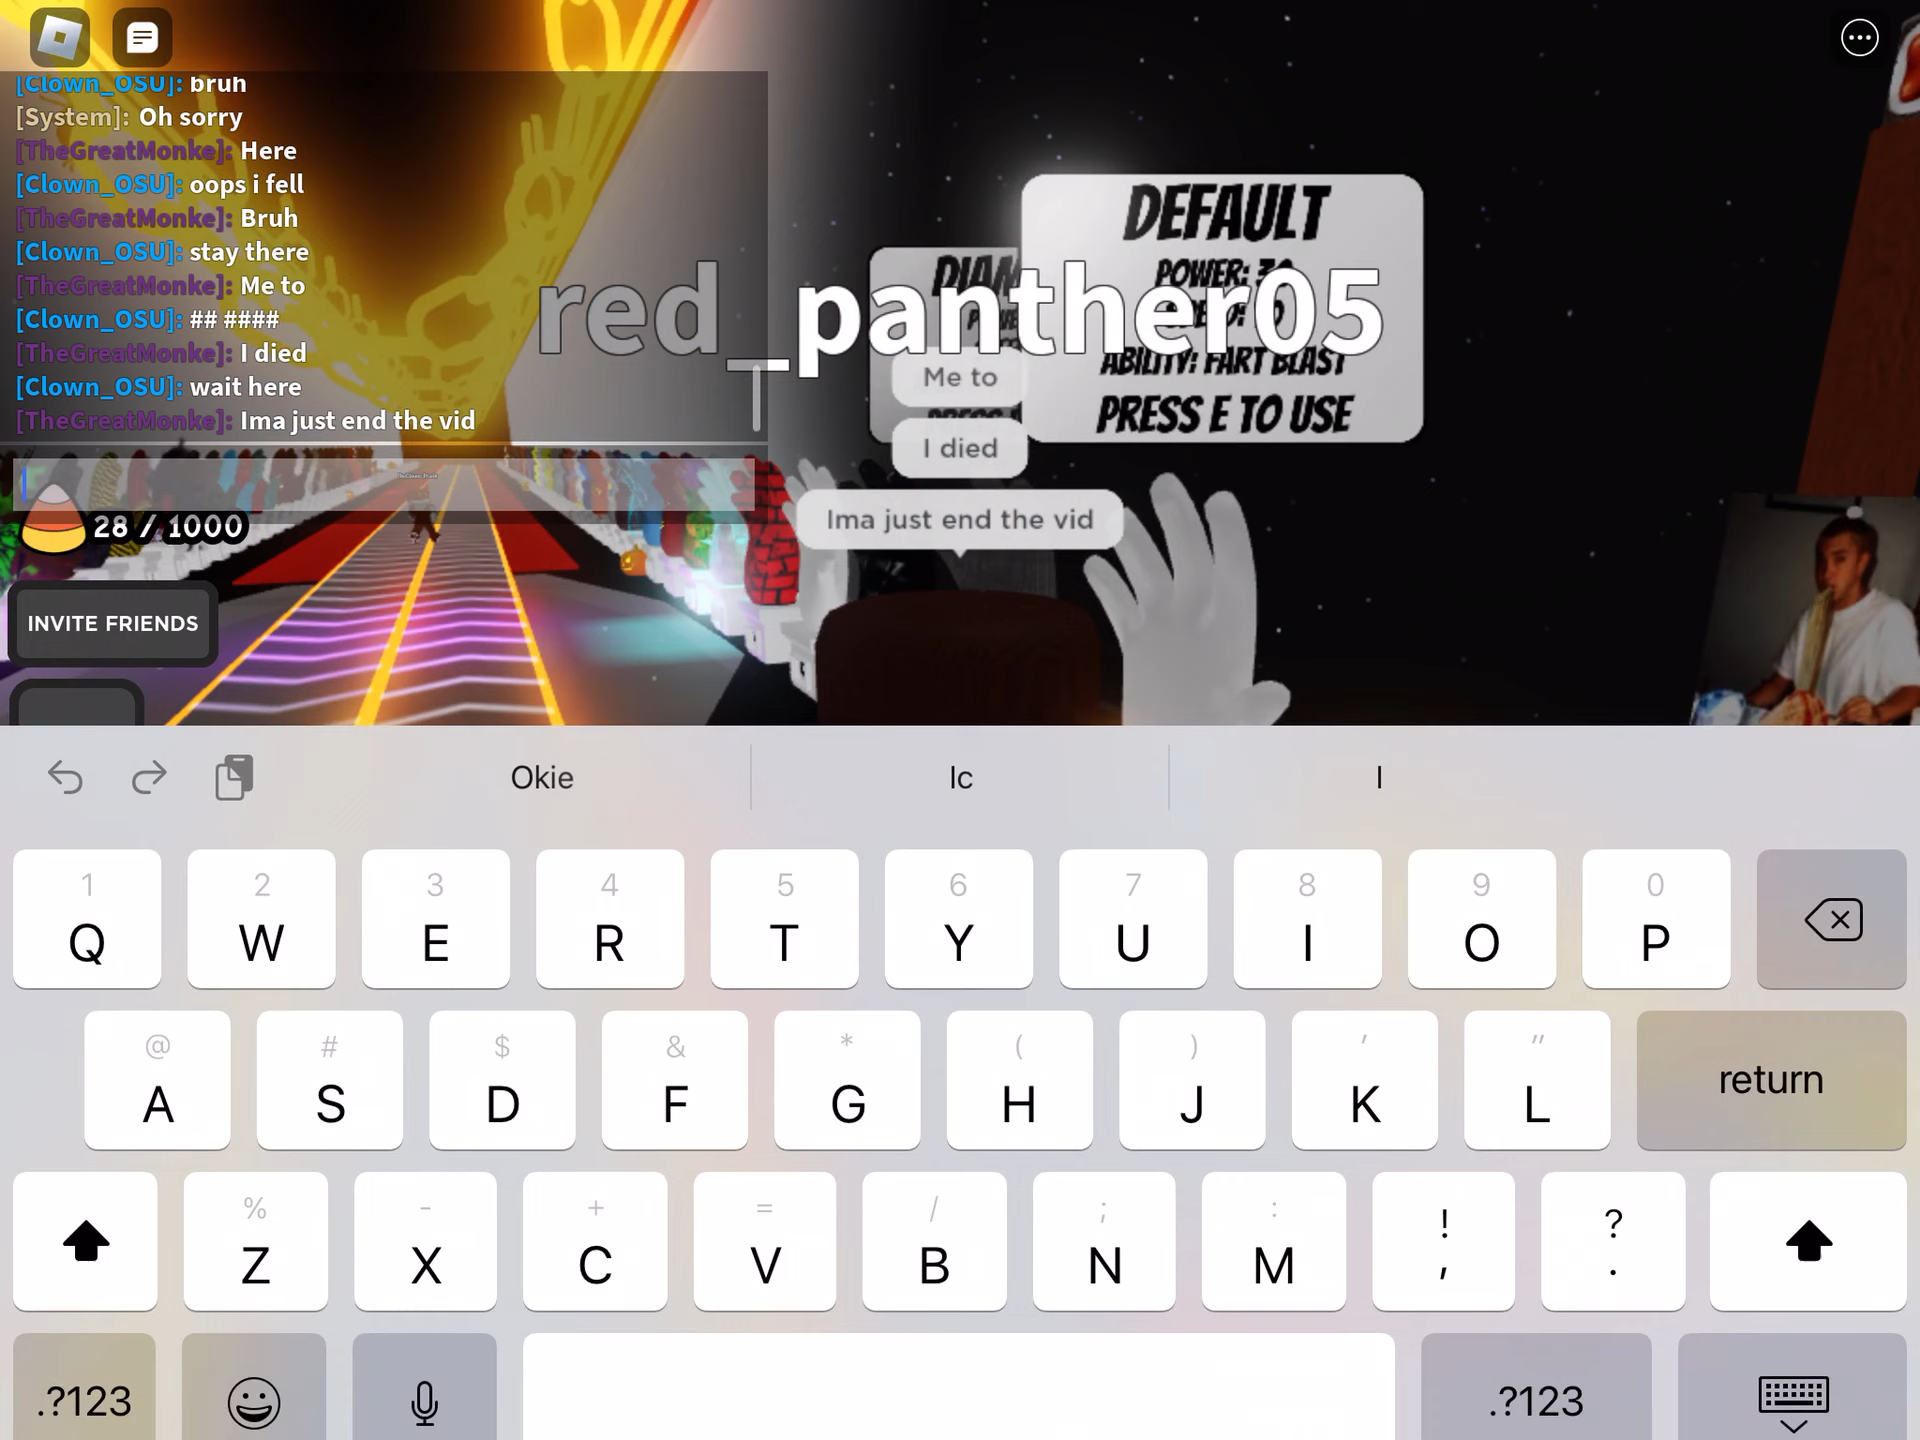 [Clown_OSU]: bruh
[System]: Oh sorry
[TheGreatMonke]: Here
[Clown_OSU]: oops i fell
[TheGreatMonke]: Bruh
[Clown_OSU]: stay there
[TheGreatMonke]: Me to
[Clown_OSU]: ## ####
[TheGreatMonke]: I died
[Clown_OSU]: wait here
[TheGreatMonke]: Ima just end the vid
28 / 1000
INVITE FRIENDS
red_panther05
DIAM
DEFAULT
POWER:
ABILITY: FART BLAST
PRESS E TO USE
Me to
I died
Ima just end the vid
Okie Ic I
1 2 3 4 5 6 7 8 9 0
Q W E R T Y U I O P
@ # $ & * ( ) ' "
A S D F G H J K L return
% - + = / ; : ! ?
Z X C V B N M , .
.?123 .?123